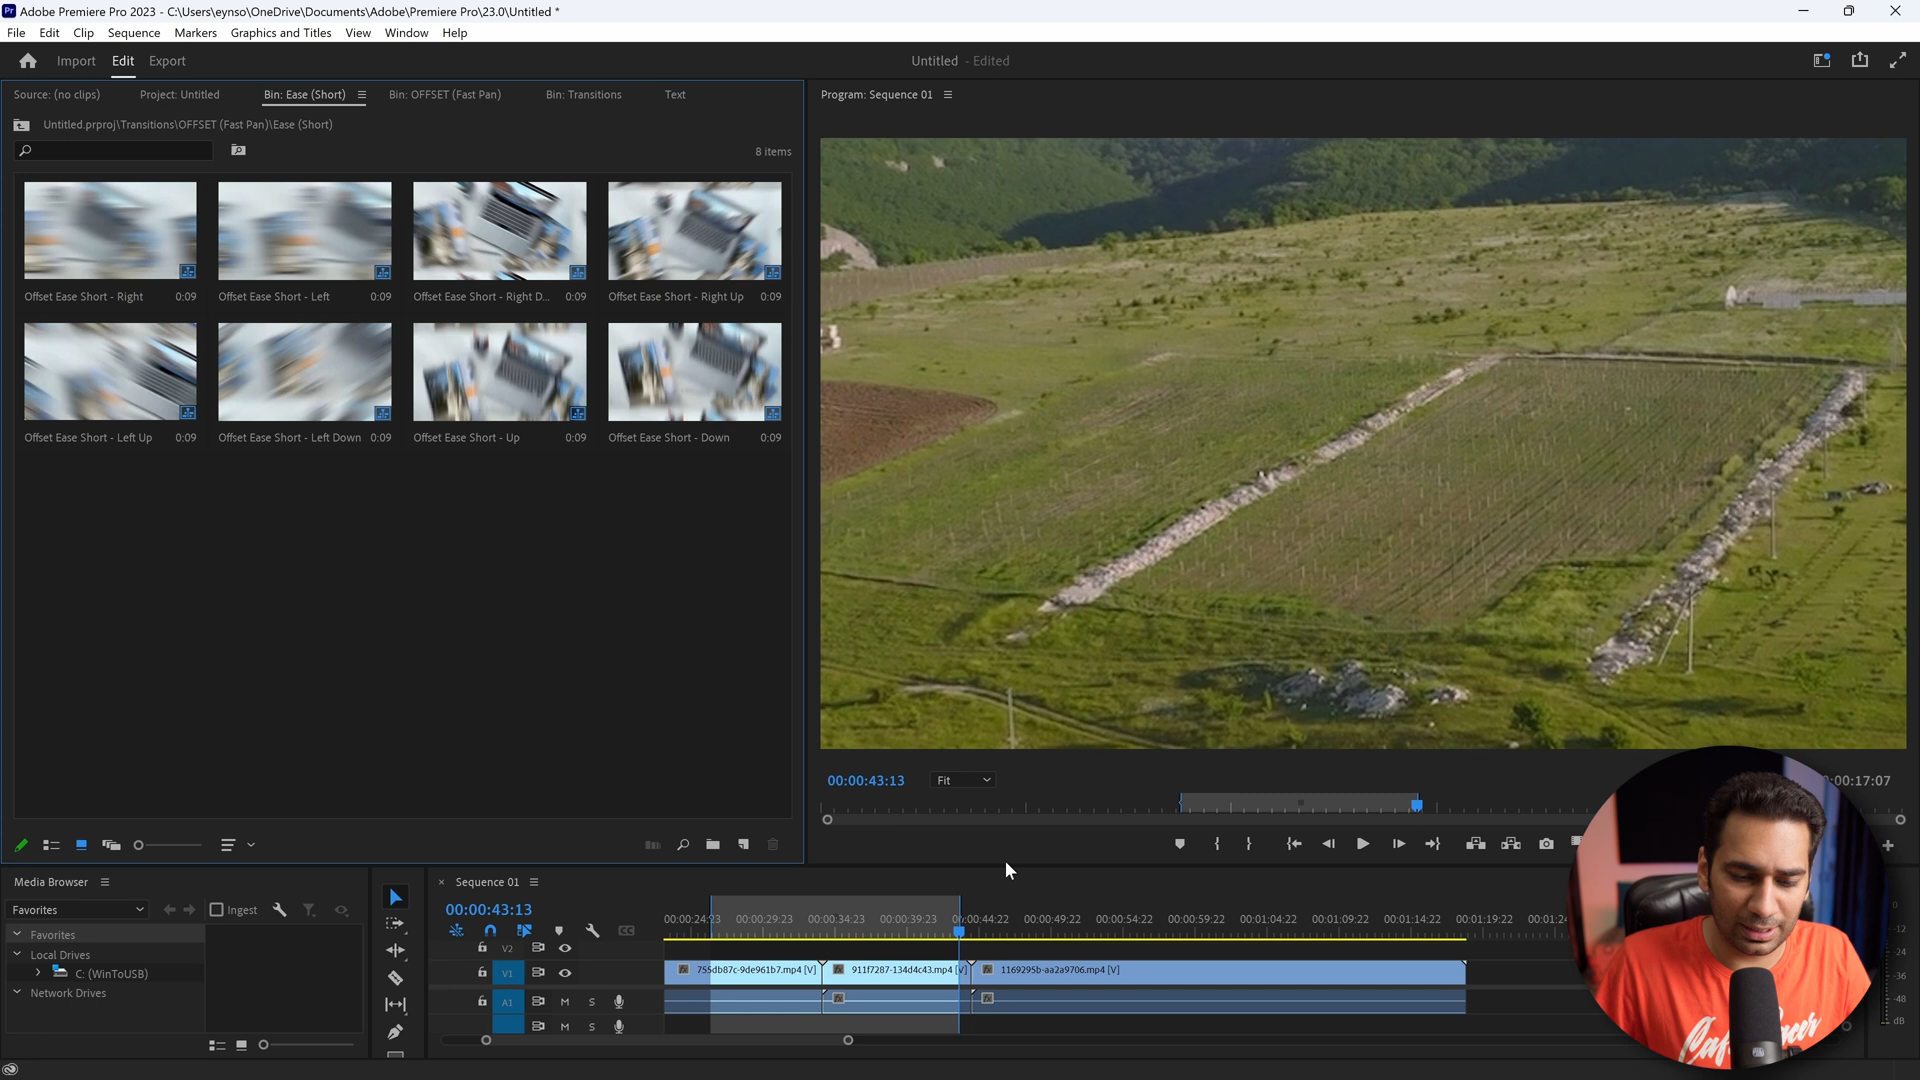 Pr Adobe Premiere Pro 2023 - C:\Users\eynso\OneDrive\Documents\Adobe\Premiere Pro\23.0\Untitled *
File Edit Clip Sequence Markers Graphics and Titles View Window Help
Import Edit Export
Untitled - Edited
Source: (no clips) Project: Untitled Bin: Ease (Short) Bin: OFFSET (Fast Pan) Bin: Transitions Text
Program: Sequence 01
Untitled.prproj\Transitions\OFFSET (Fast Pan)\Ease (Short)
8 items
Offset Ease Short - Right 0:09 Offset Ease Short - Left 0:09 Offset Ease Short - Right D... 0:09 Offset Ease Short - Right Up 0:09
Offset Ease Short - Left Up 0:09 Offset Ease Short - Left Down 0:09 Offset Ease Short - Up 0:09 Offset Ease Short - Down 0:09
00:00:43:13 Fit :00:17:07
Media Browser
Favorites Ingest
Favorites
Local Drives
C: (WinToUSB)
Network Drives
× Sequence 01
00:00:43:13
00:00:24:23 00:00:29:23 00:00:34:23 00:00:39:23 00:00:44:22 00:00:49:22 00:00:54:22 00:00:59:22 00:01:04:22 00:01:09:22 00:01:14:22 00:01:19:22 00:01:24
V2
V1 755db87c-9de961b7.mp4 [V] 911f7287-134d4c43.mp4 [V] 1169295b-aa2a9706.mp4 [V]
A1 M S
M S
0
-12
-24
-36
-48
dB